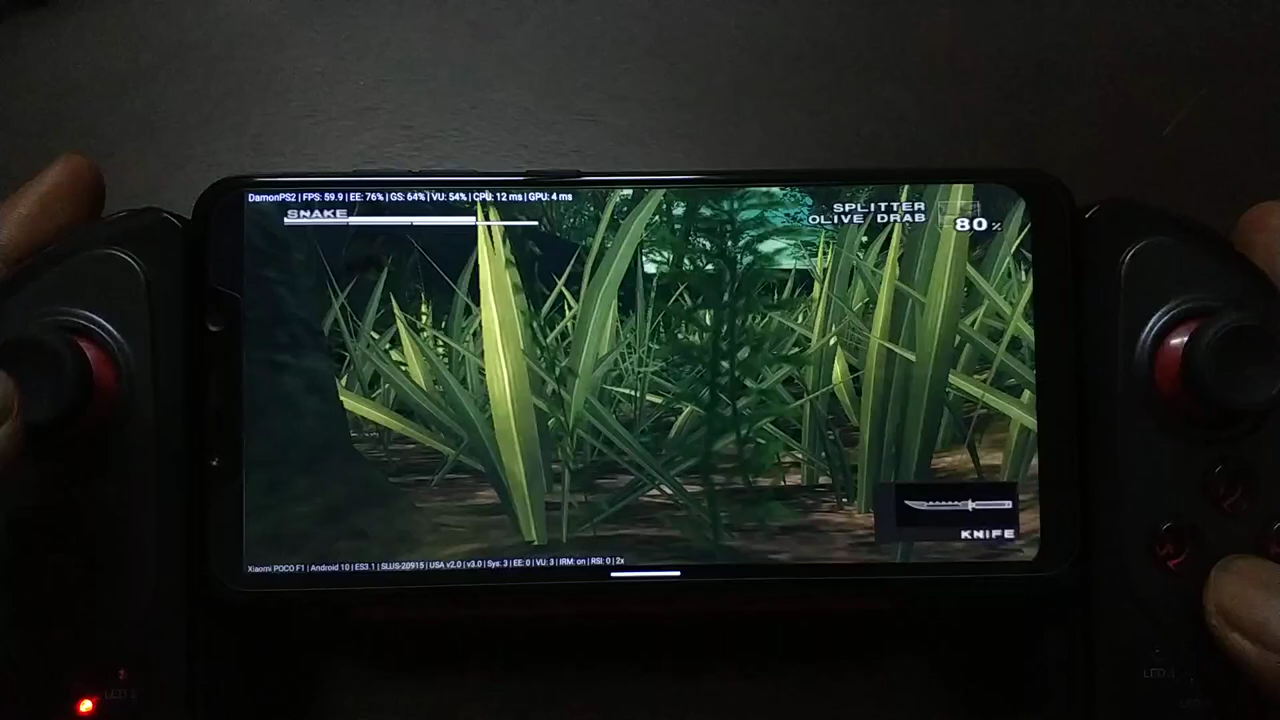 DamonPS2 | FPS: 59.9 | EE: 76% | GS: 64% | VU: 54% | CPU: 12 ms | GPU: 4 ms
SNAKE
SPLITTER
OLIVE DRAB
80%
KNIFE
Xiaomi POCO F1 | Android 10 | ES3.1 | SLUS-20915 | USA v2.0 | v3.0 | Sys: 3 | EE: 0 | VU: 3 | IRM: on | RSI: 0 | 2x